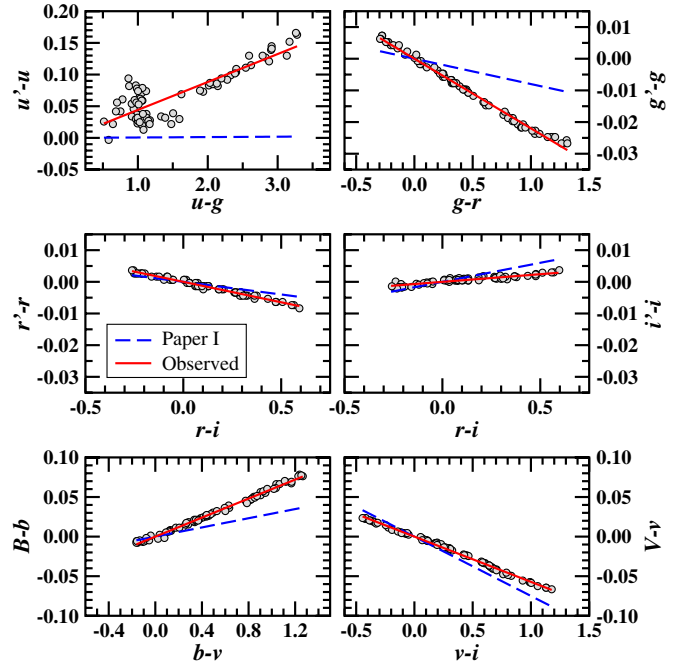 0.20
0.15
0.10
0.05
0.00
-0.05
u'-u
1.0 2.0 3.0
u-g
0.01
0.00
-0.01
-0.02
-0.03
g'-g
-0.5 0.0 0.5 1.0 1.5
g-r
0.01
0.00
-0.01
-0.02
-0.03
r'-r
Paper I
Observed
-0.5 0.0 0.5
r-i
0.01
0.00
-0.01
-0.02
-0.03
i'-i
-0.5 0.0 0.5
r-i
0.10
0.05
0.00
-0.05
-0.10
B-b
-0.4 0.0 0.4 0.8 1.2
b-v
0.10
0.05
0.00
-0.05
-0.10
V-v
-0.5 0.0 0.5 1.0 1.5
v-i